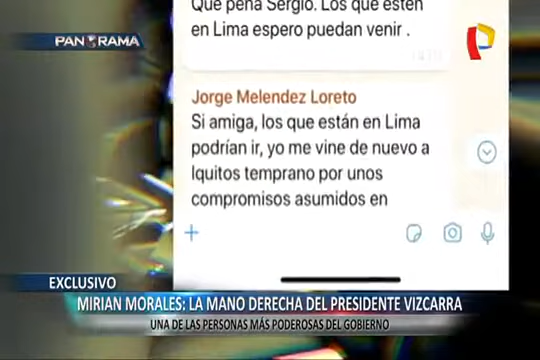 PANORAMA
Que pena Sergio. Los que estén
en Lima espero puedan venir .
Jorge Melendez Loreto
Si amiga, los que están en Lima
podrían ir, yo me vine de nuevo a
Iquitos temprano por unos
compromisos asumidos en
EXCLUSIVO
MIRIAN MORALES: LA MANO DERECHA DEL PRESIDENTE VIZCARRA
UNA DE LAS PERSONAS MÁS PODEROSAS DEL GOBIERNO